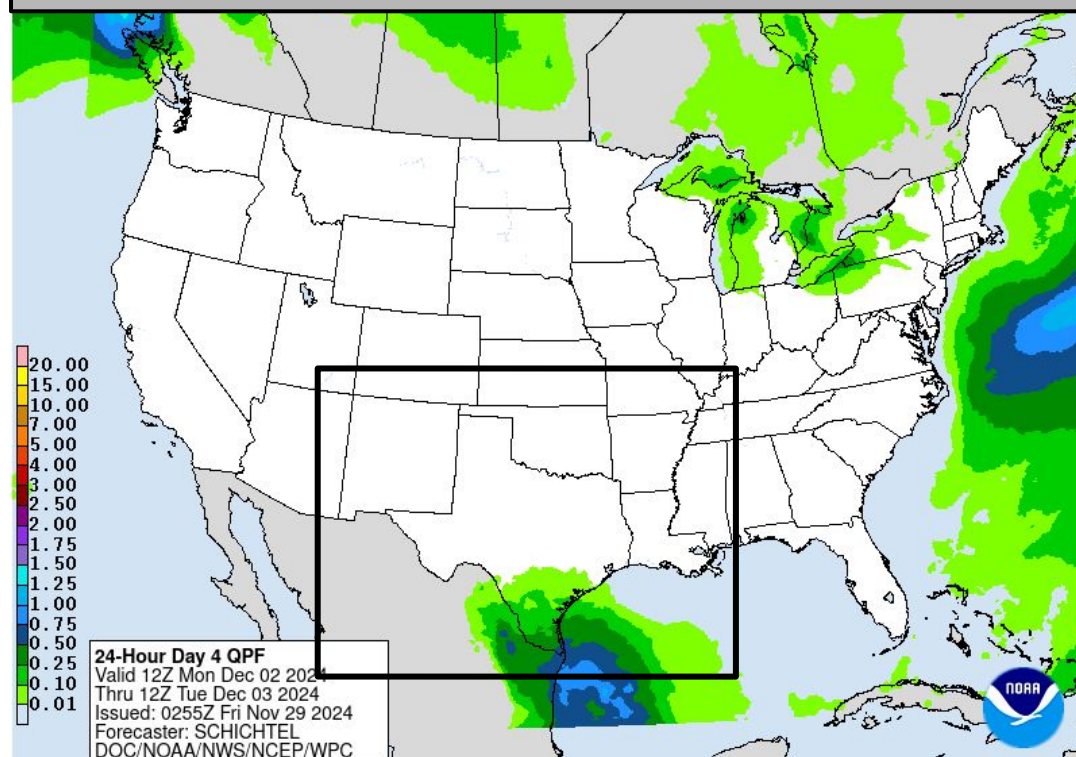 20.00
15.00
10.00
7.00
5.00
4.00
3.00
2.50
2.00
1.75
1.50
1.25
1.00
0.75
0.50
0.25
0.10
0.01
24-Hour Day 4 QPF
Valid 12Z Mon Dec 02 2024
Thru 12Z Tue Dec 03 2024
Issued: 0255Z Fri Nov 29 2024
Forecaster: SCHICHTEL
DOC/NOAA/NWS/NCEP/WPC
NOAA